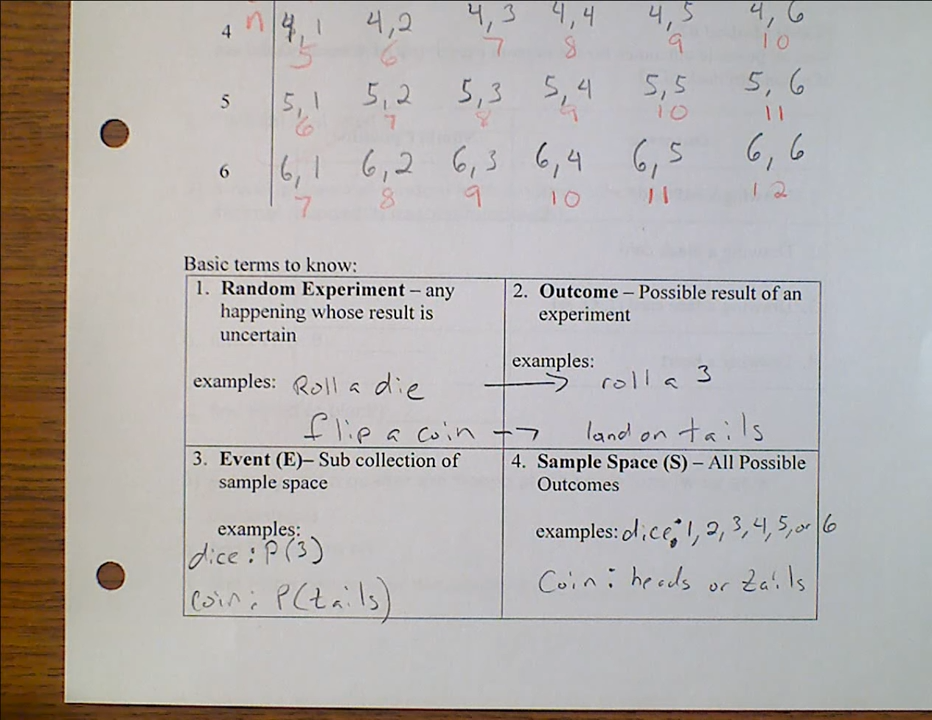 4 n 4,1 4,2 4,3 4,4 4,5 4,6
5 6 7 8 9 10
5 5,1 5,2 5,3 5,4 5,5 5,6
6 7 8 9 10 11
6 6,1 6,2 6,3 6,4 6,5 6,6
7 8 9 10 11 12
Basic terms to know:
1. Random Experiment – any
happening whose result is
uncertain
examples: Roll a die →
flip a coin →
2. Outcome – Possible result of an
experiment
examples:
roll a 3
land on tails
3. Event (E)– Sub collection of
sample space
examples:
dice: P(3)
coin: P(tails)
4. Sample Space (S) – All Possible
Outcomes
examples: dice: 1, 2, 3, 4, 5, or 6
Coin: heads or tails